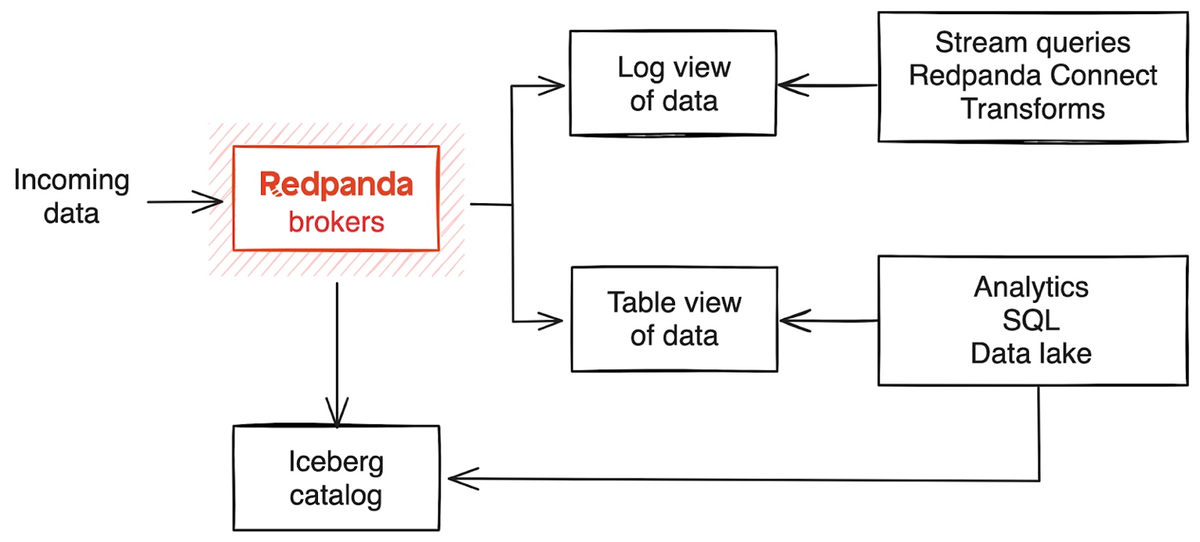 Incoming
data
Redpanda
brokers
Log view
of data
Stream queries
Redpanda Connect
Transforms
Table view
of data
Analytics
SQL
Data lake
Iceberg
catalog